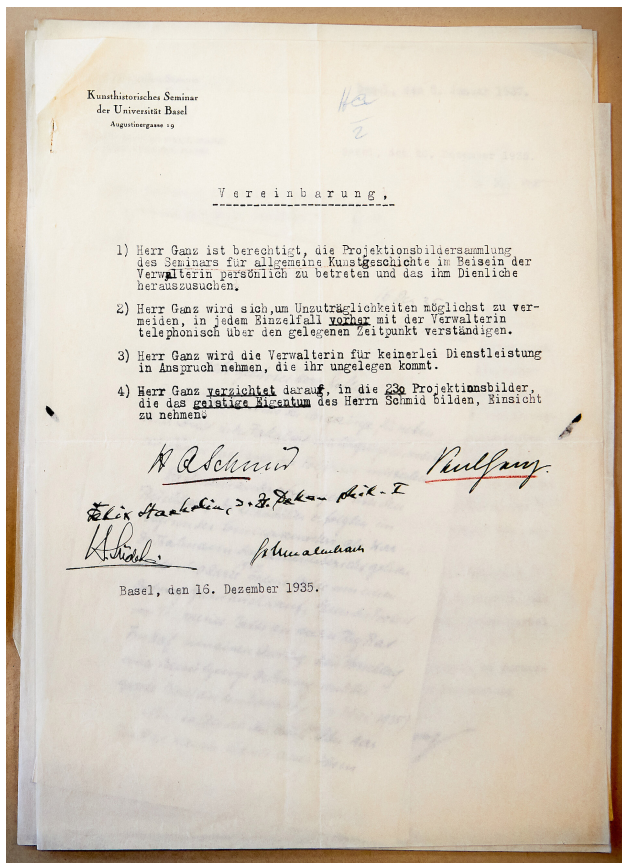 Kunsthistorisches Seminar
der Universität Basel
Augustinergasse 19
Vereinbarung,
1) Herr Ganz ist berechtigt, die Projektionsbildersammlung
des Seminars für allgemeine Kunstgeschichte im Beisein der
Verwalterin persönlich zu betreten und das ihm Dienliche
herauszusuchen.
2) Herr Ganz wird sich,um Unzuträglichkeiten möglichst zu ver-
meiden, in jedem Einzelfall vorher mit der Verwalterin
telephonisch über den gelegenen Zeitpunkt verständigen.
3) Herr Ganz wird die Verwalterin für keinerlei Dienstleistung
in Anspruch nehmen, die ihr ungelegen kommt.
4) Herr Ganz verzichtet darauf, in die 230 Projektionsbilder,
die das geistige Eigentum des Herrn Schmid bilden, Einsicht
zu nehmen.
H A Schmid
Paul Ganz.
Felix Staehelin, z. Zt. Dekan
Basel, den 16. Dezember 1935.